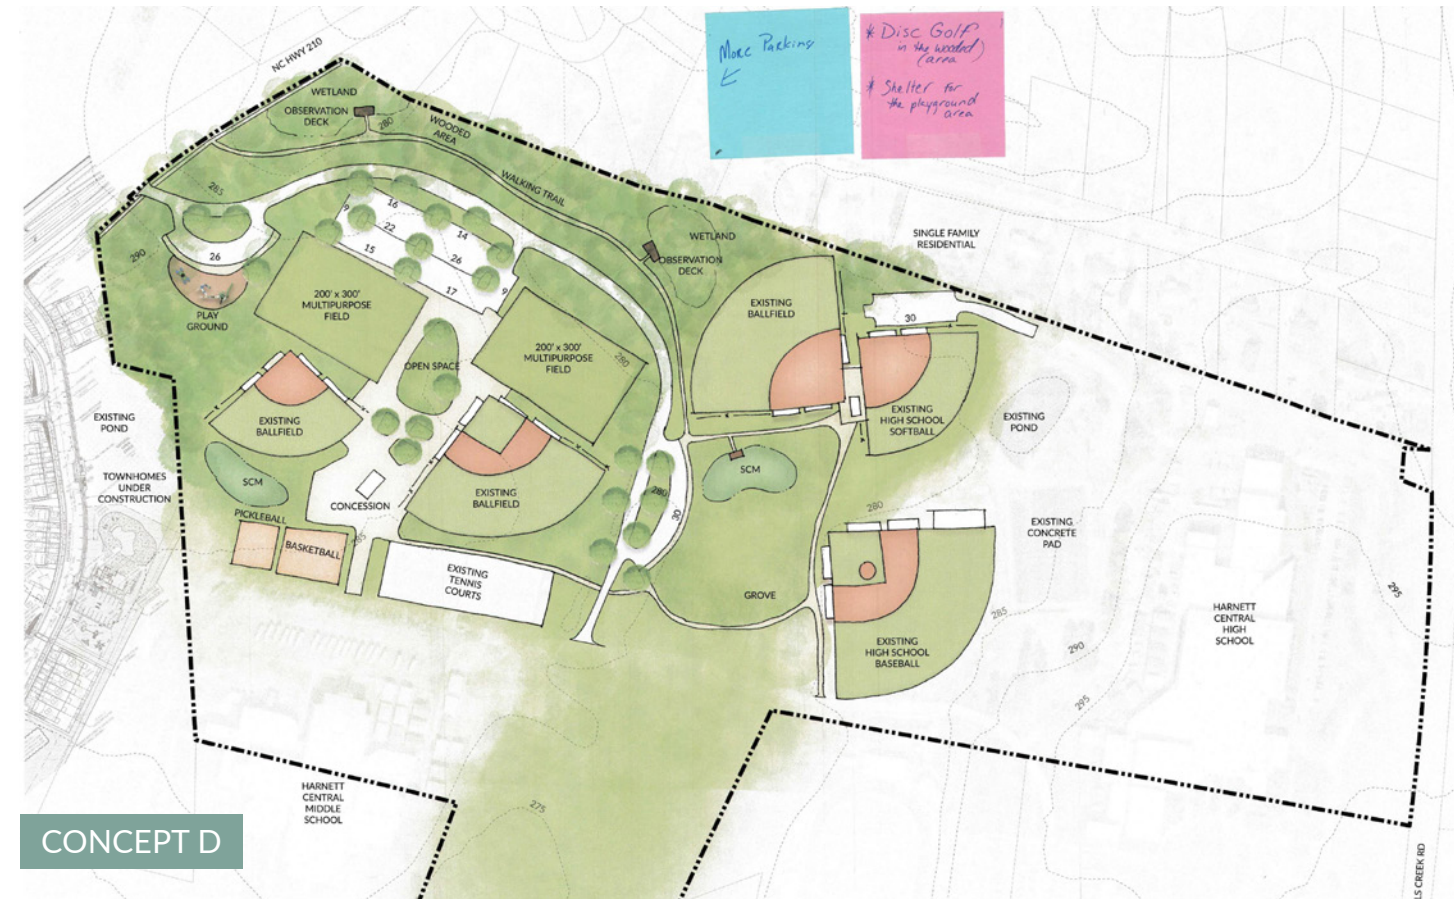 NC HWY 210
More Parking
* Disc Golf
in the wooded
area
* Shelter for
the playground
area
WETLAND
OBSERVATION
DECK
280
WOODED
AREA
WALKING TRAIL
285
290
26
PLAY
GROUND
9
16
22
15
14
26
17
9
200' x 300'
MULTIPURPOSE
FIELD
200' x 300'
MULTIPURPOSE
FIELD
280
OPEN SPACE
WETLAND
OBSERVATION
DECK
SINGLE FAMILY
RESIDENTIAL
EXISTING
BALLFIELD
30
EXISTING
HIGH SCHOOL
SOFTBALL
EXISTING
POND
EXISTING
POND
TOWNHOMES
UNDER
CONSTRUCTION
EXISTING
BALLFIELD
SCM
PICKLEBALL
BASKETBALL
285
CONCESSION
EXISTING
BALLFIELD
EXISTING
TENNIS
COURTS
280
30
SCM
GROVE
280
EXISTING
CONCRETE
PAD
EXISTING
HIGH SCHOOL
BASEBALL
285
290
295
295
HARNETT
CENTRAL
HIGH
SCHOOL
HARNETT
CENTRAL
MIDDLE
SCHOOL
275
LS CREEK RD
CONCEPT D